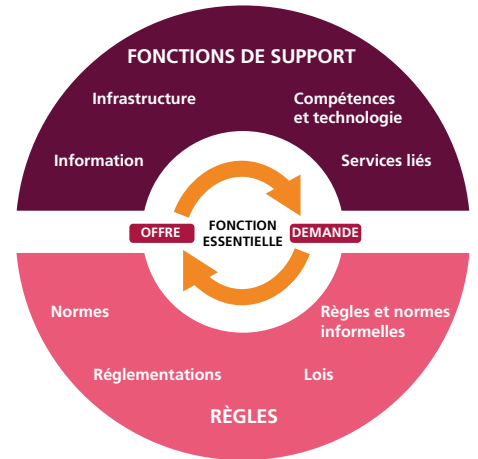 FONCTIONS DE SUPPORT
Infrastructure
Compétences
et technologie
Information
Services liés
OFFRE
FONCTION
ESSENTIELLE
DEMANDE
Normes
Règles et normes
informelles
Réglementations
Lois
RÈGLES